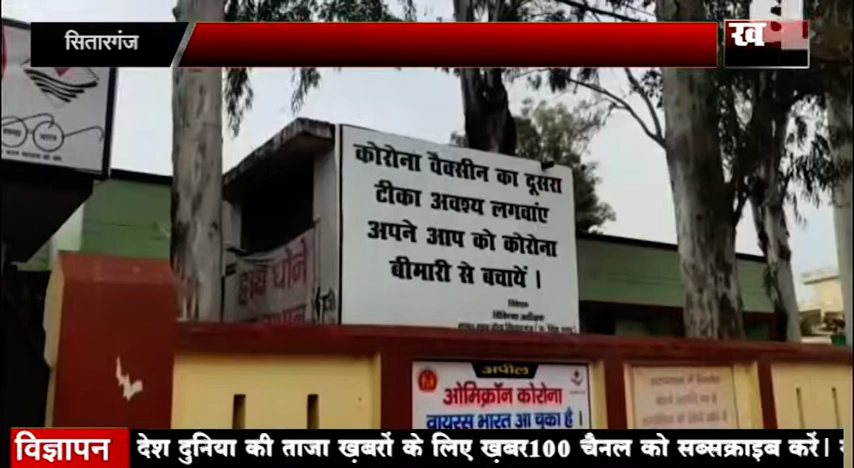 सितारगंज
ख
कोरोना वैक्सीन का दूसरा
टीका अवश्य लगवाएं
अपने आप को कोरोना
बीमारी से बचायें ।
निवेदक
चिकित्सा अधीक्षक
हाथ धोने
अपील
ओमिक्रॉन कोरोना
वायरस भारत आ चुका है ।
विज्ञापन
देश दुनिया की ताजा ख़बरों के लिए ख़बर100 चैनल को सब्सक्राइब करें।